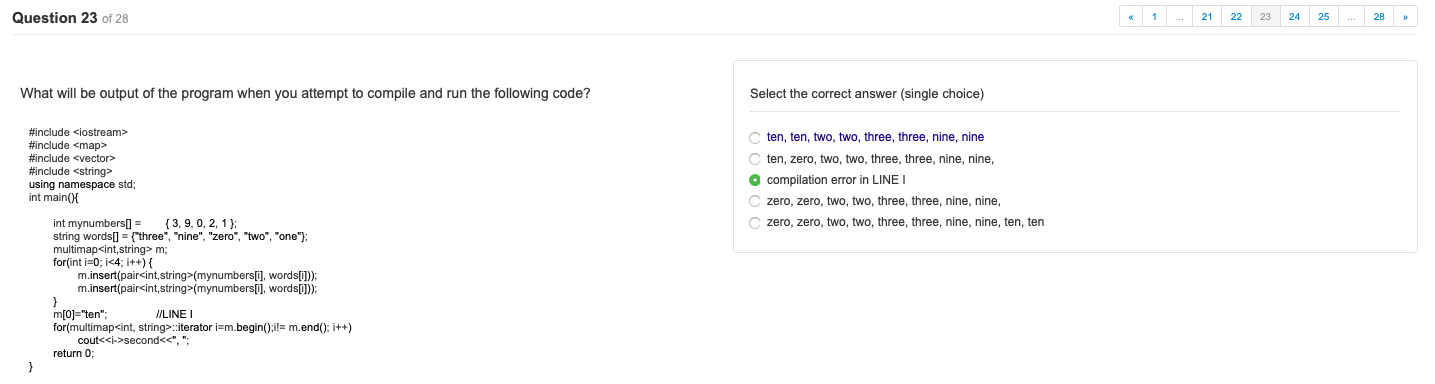 Question 23 of 28
« 1 ... 21 22 23 24 25 ... 28 »
What will be output of the program when you attempt to compile and run the following code?
#include <iostream>
#include <map>
#include <vector>
#include <string>
using namespace std;
int main(){
int mynumbers[] = { 3, 9, 0, 2, 1 };
string words[] = {"three", "nine", "zero", "two", "one"};
multimap<int,string> m;
for(int i=0; i<4; i++) {
m.insert(pair<int,string>(mynumbers[i], words[i]));
m.insert(pair<int,string>(mynumbers[i], words[i]));
}
m[0]="ten"; //LINE I
for(multimap<int, string>::iterator i=m.begin();i!= m.end(); i++)
cout<<i->second<<", ";
return 0;
}
Select the correct answer (single choice)
ten, ten, two, two, three, three, nine, nine
ten, zero, two, two, three, three, nine, nine,
compilation error in LINE I
zero, zero, two, two, three, three, nine, nine,
zero, zero, two, two, three, three, nine, nine, ten, ten